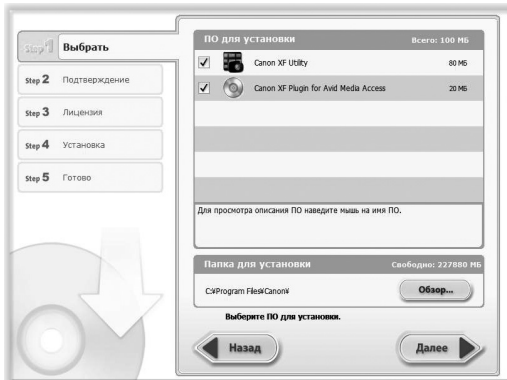 Step 1 Выбрать
Step 2 Подтверждение
Step 3 Лицензия
Step 4 Установка
Step 5 Готово
ПО для установки Всего: 100 МБ
Canon XF Utility 80 МБ
Canon XF Plugin for Avid Media Access 20 МБ
Для просмотра описания ПО наведите мышь на имя ПО.
Папка для установки Свободно: 227880 МБ
C:¥Program Files¥Canon¥ Обзор...
Выберите ПО для установки.
Назад Далее